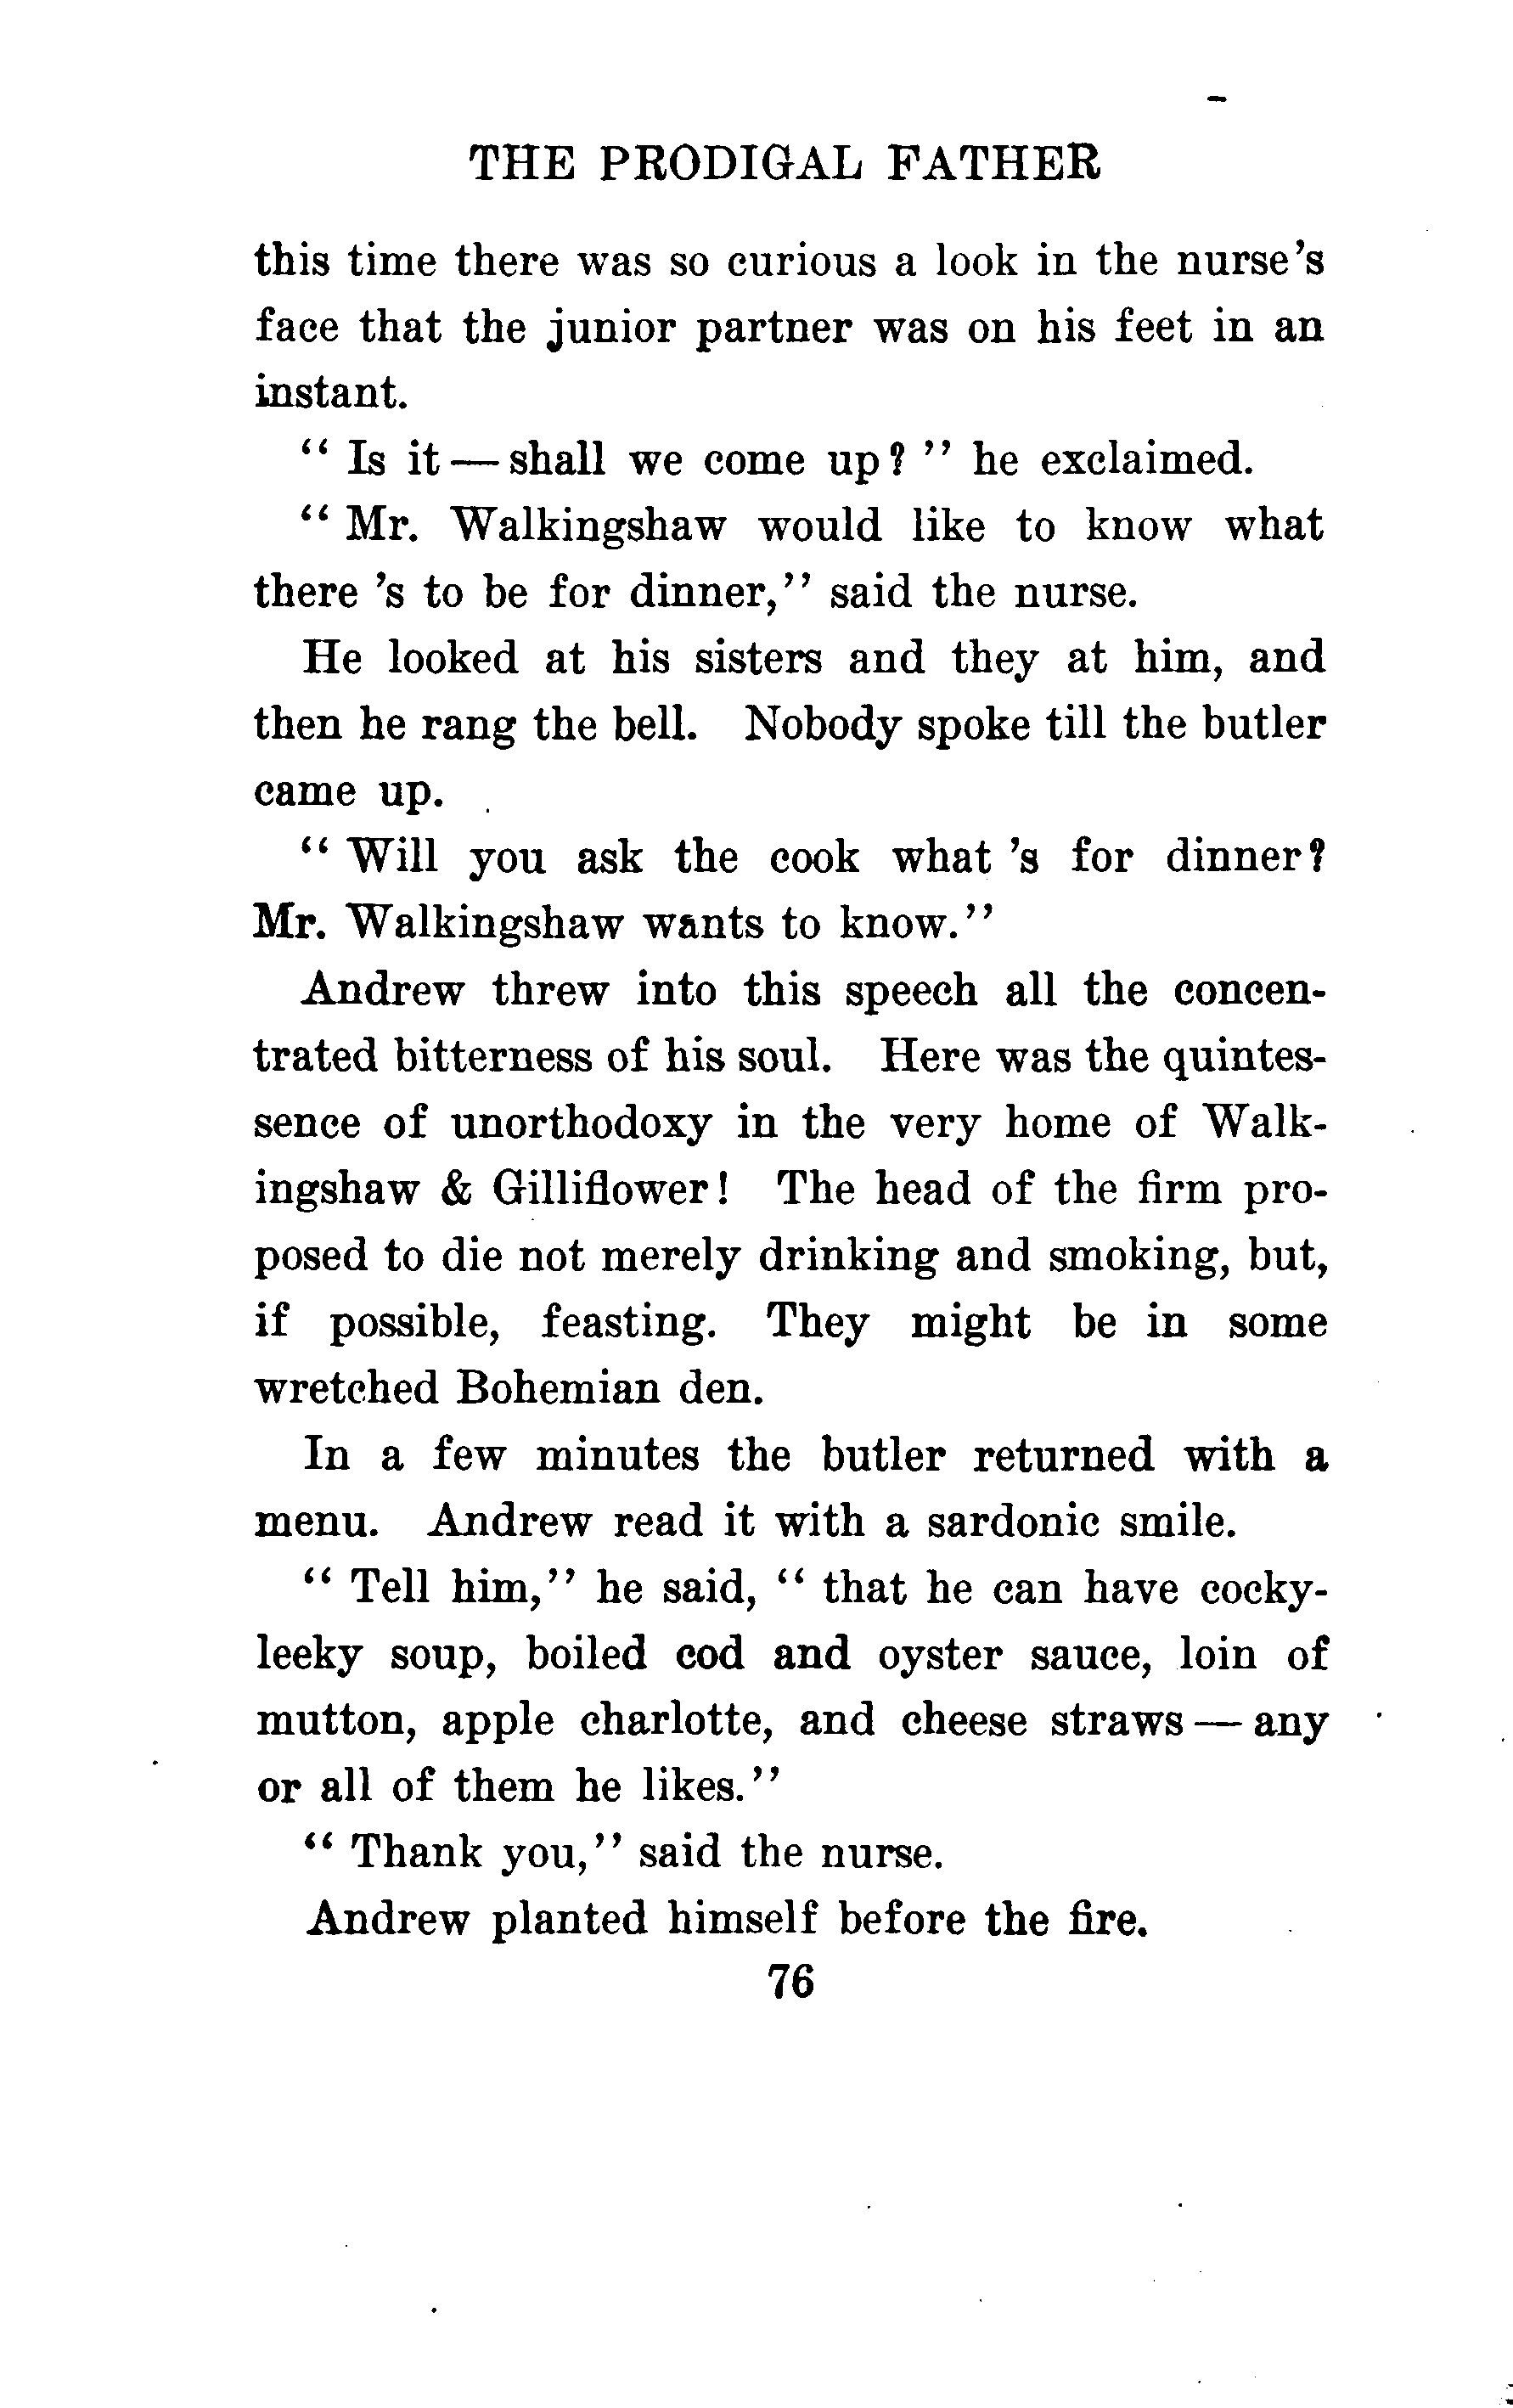 THE PRODIGAL FATHER
this time there was so curious a look in the nurse's
face that the junior partner was on his feet in an
instant.
“ Is it — shall we come up? ” he exclaimed.
“ Mr. Walkingshaw would like to know what
there 's to be for dinner,” said the nurse.
He looked at his sisters and they at him, and
then he rang the bell. Nobody spoke till the butler
came up.
“ Will you ask the cook what 's for dinner?
Mr. Walkingshaw wants to know.”
Andrew threw into this speech all the concen-
trated bitterness of his soul. Here was the quintes-
sence of unorthodoxy in the very home of Walk-
ingshaw & Gilliflower! The head of the firm pro-
posed to die not merely drinking and smoking, but,
if possible, feasting. They might be in some
wretched Bohemian den.
In a few minutes the butler returned with a
menu. Andrew read it with a sardonic smile.
“ Tell him,” he said, “ that he can have cocky-
leeky soup, boiled cod and oyster sauce, loin of
mutton, apple charlotte, and cheese straws — any
or all of them he likes.”
“ Thank you,” said the nurse.
Andrew planted himself before the fire.
76